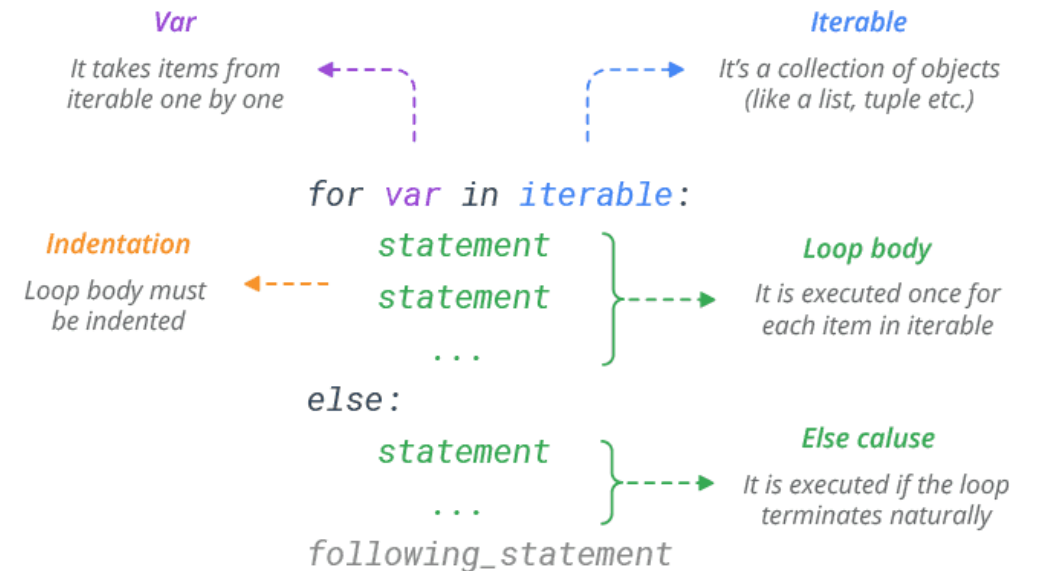 Var
It takes items from
iterable one by one
Iterable
It's a collection of objects
(like a list, tuple etc.)
for var in iterable:
statement
statement
...
Indentation
Loop body must
be indented
Loop body
It is executed once for
each item in iterable
else:
statement
...
Else caluse
It is executed if the loop
terminates naturally
following_statement